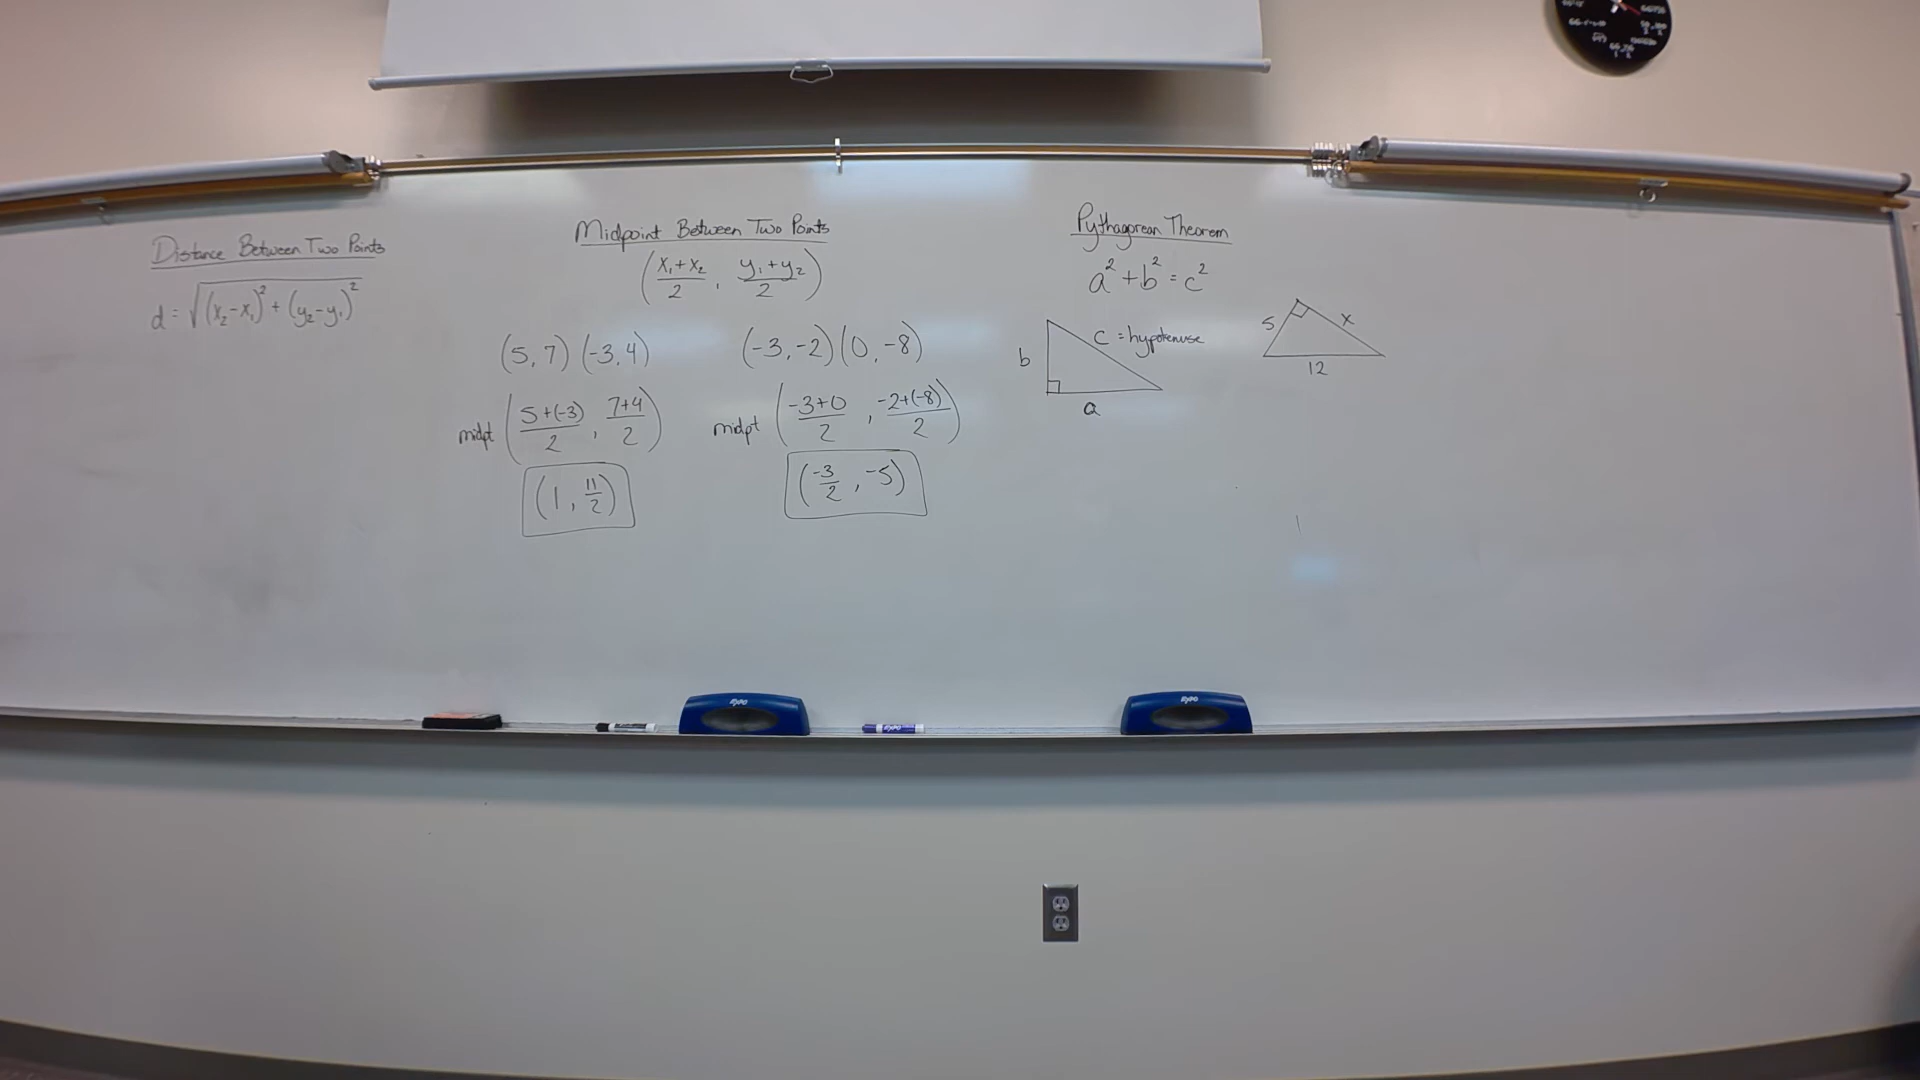 Distance Between Two Points
d = √((x₂-x₁)² + (y₂-y₁)²)
Midpoint Between Two Points
((x₁+x₂)/2, (y₁+y₂)/2)
(5, 7) (-3, 4)
midpt ((5+(-3))/2, (7+4)/2)
(1, 11/2)
(-3, -2) (0, -8)
midpt ((-3+0)/2, (-2+(-8))/2)
(-3/2, -5)
Pythagorean Theorem
a² + b² = c²
b
c = hypotenuse
a
5
x
12
EXPO
EXPO